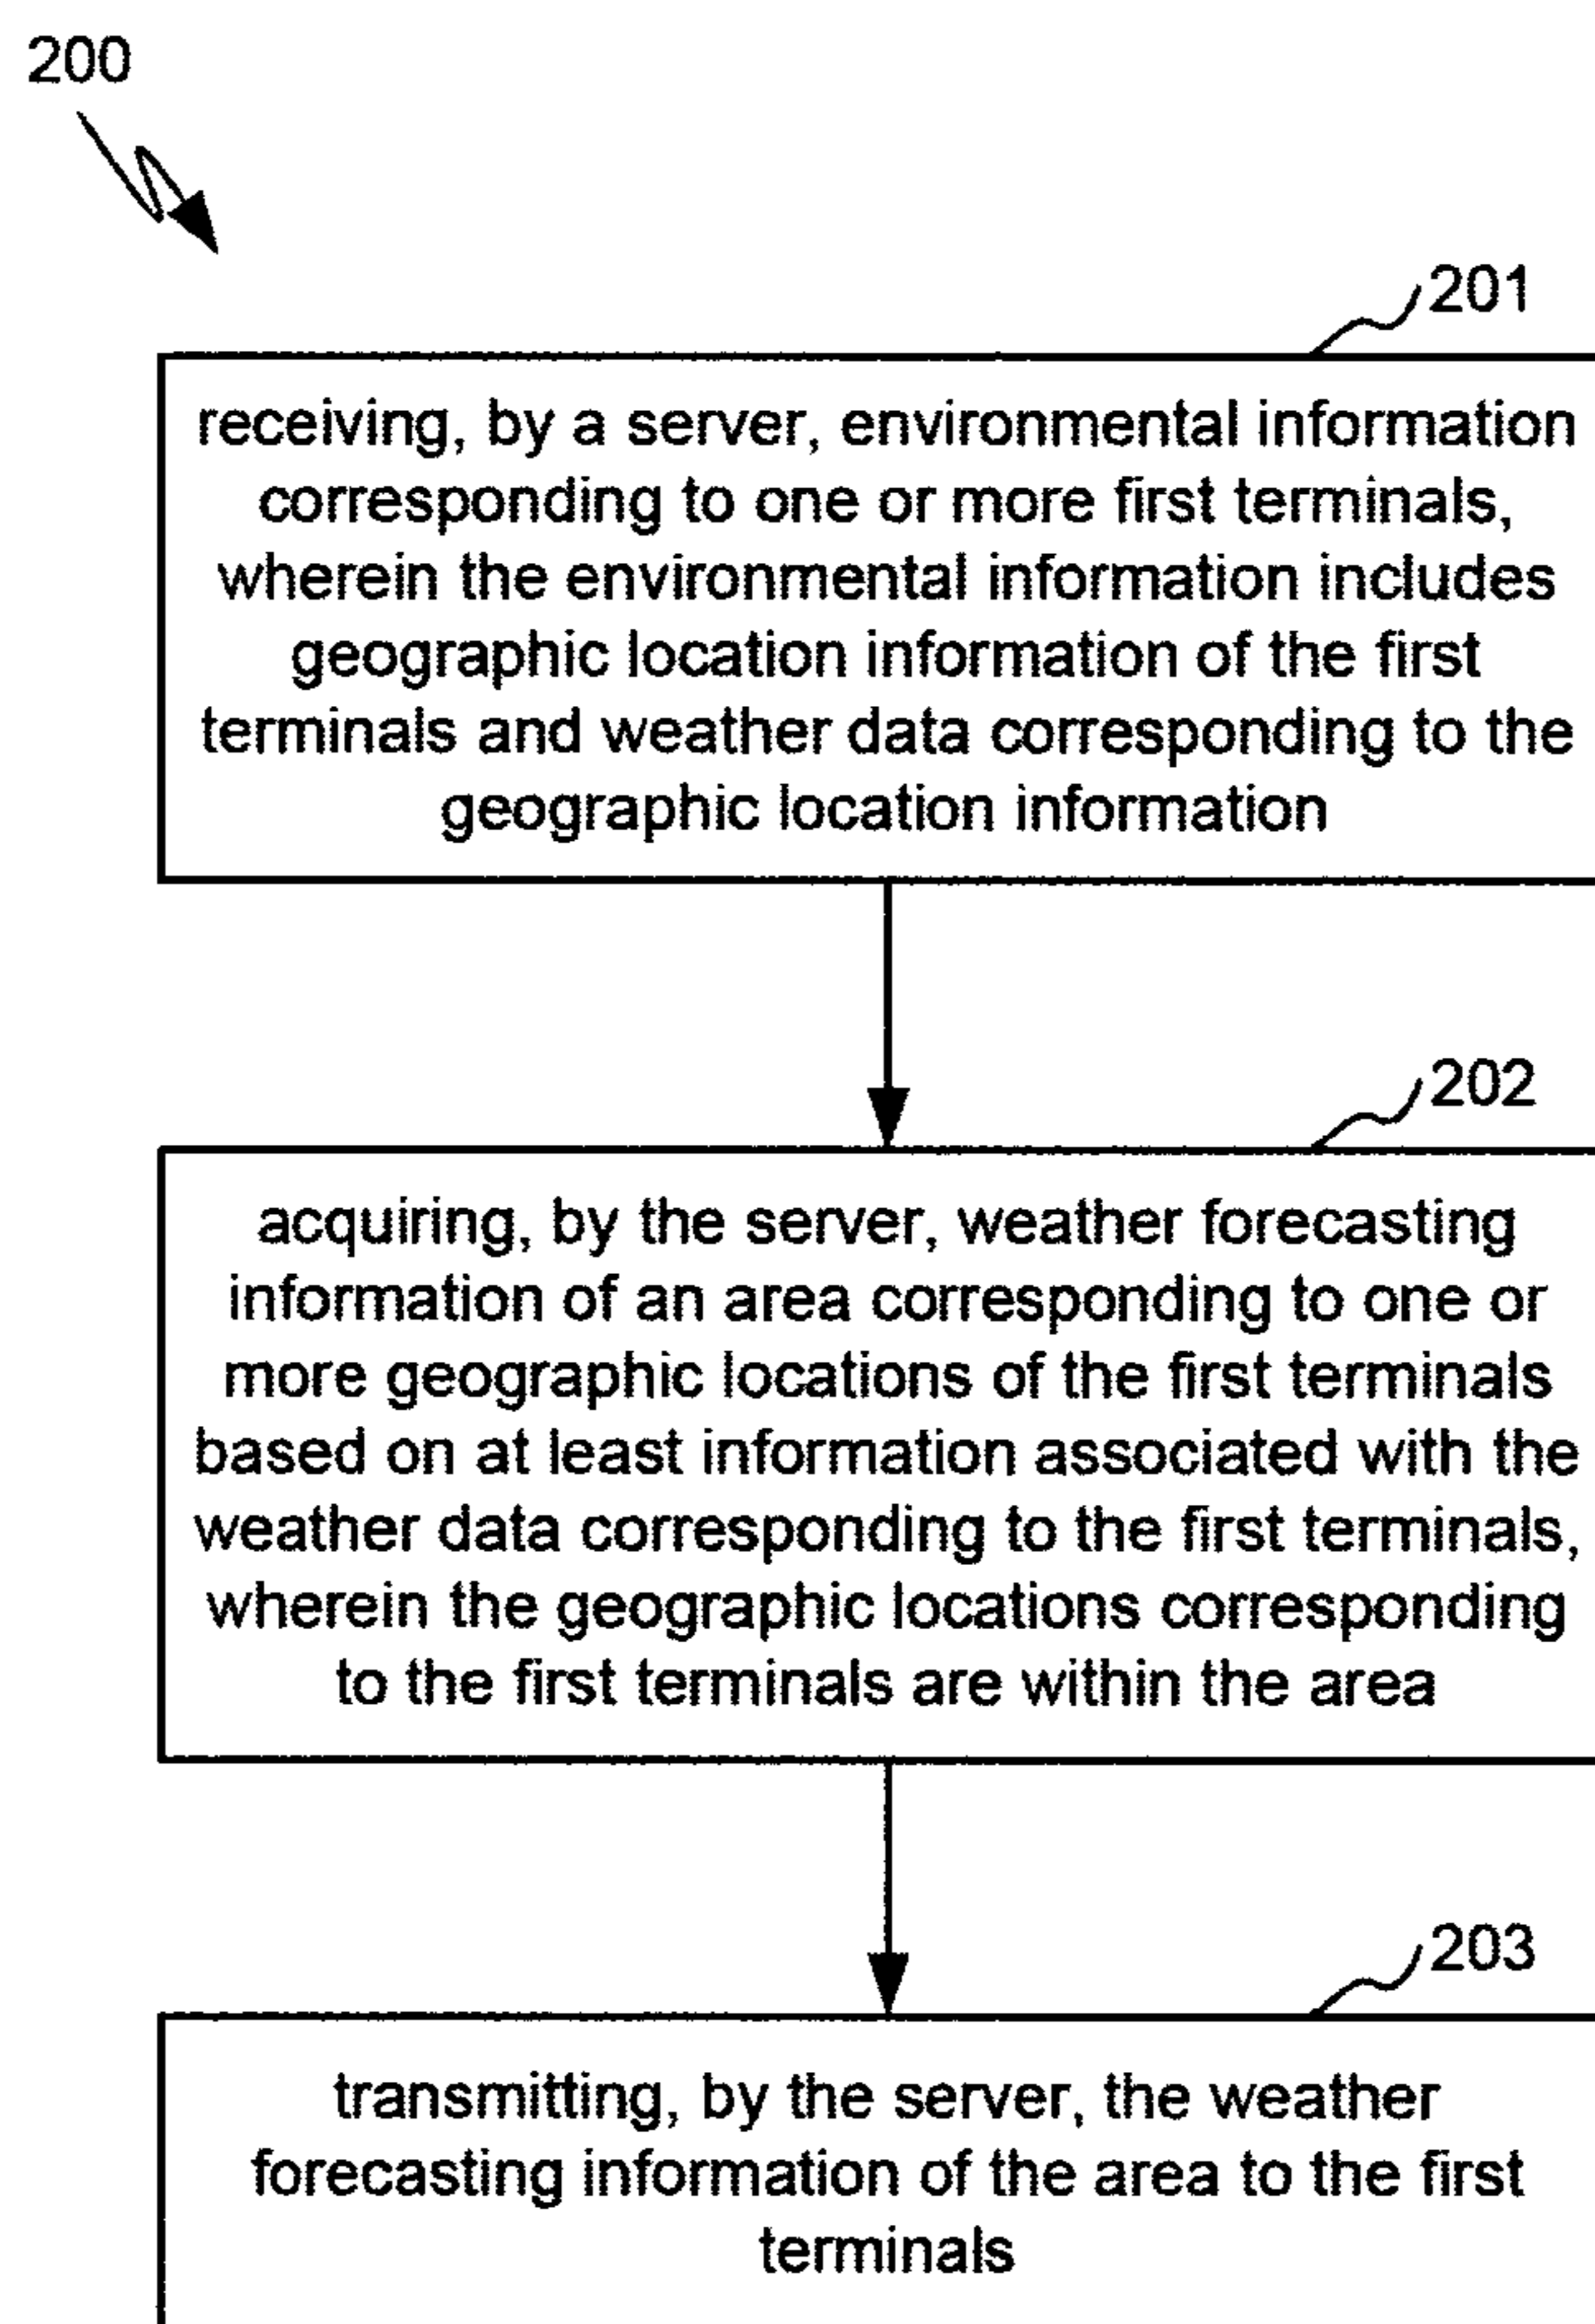 200
201
receiving, by a server, environmental information
corresponding to one or more first terminals,
wherein the environmental information includes
geographic location information of the first
terminals and weather data corresponding to the
geographic location information
202
acquiring, by the server, weather forecasting
information of an area corresponding to one or
more geographic locations of the first terminals
based on at least information associated with the
weather data corresponding to the first terminals,
wherein the geographic locations corresponding
to the first terminals are within the area
203
transmitting, by the server, the weather
forecasting information of the area to the first
terminals